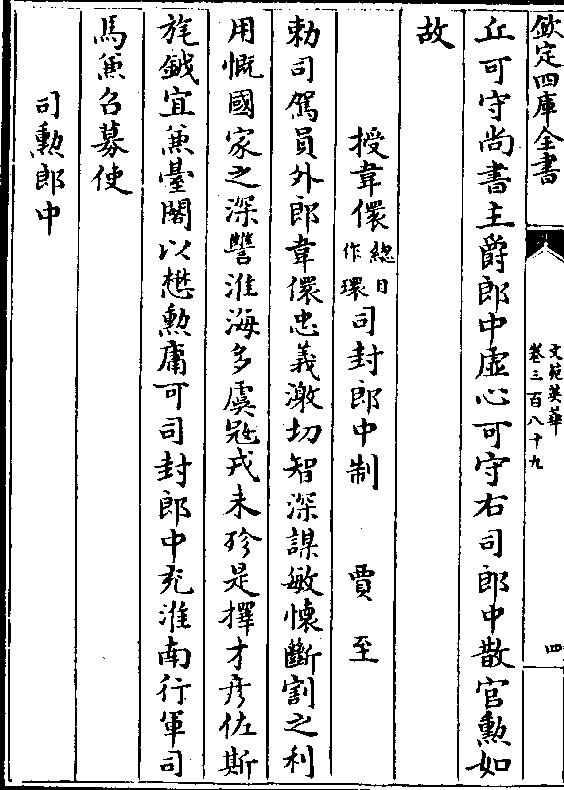 欽定四庫全書
文苑英華
卷三百八十九
四
丘可守尚書主爵郎中虛心可守右司郎中散官勲如
故
授韋儇總目作環司封郎中制 賈至
勅司駕員外郎韋儇忠義激切智深謀敏懷斷割之利
用慨國家之深讐淮海多虞冦戎未殄是擇才彦佐斯
旄鉞宜兼臺閣以懋勲庸可司封郎中充淮南行軍司
馬兼召募使
司勲郎中